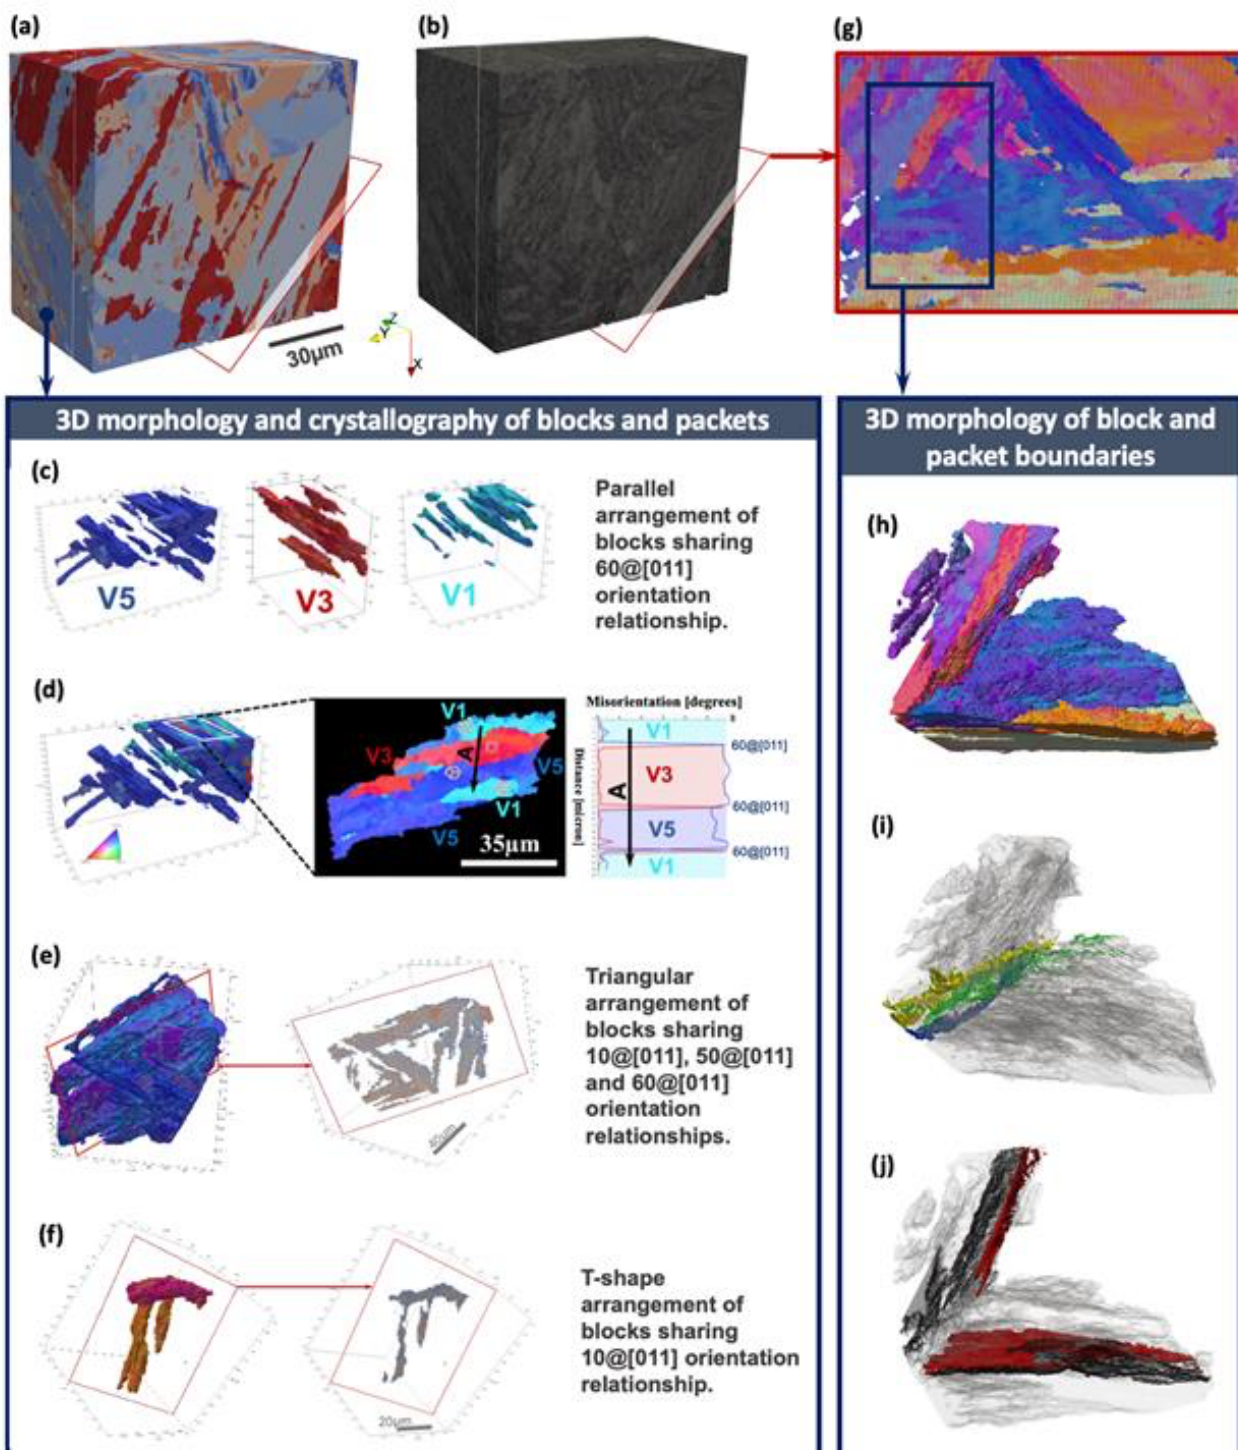 (a)
(b)
(g)
30μm
Z
Y
X
3D morphology and crystallography of blocks and packets
(c)
V5
V3
V1
Parallel
arrangement of
blocks sharing
60@[011]
orientation
relationship.
(d)
V1
A
V3
V5
V1
V5
35μm
Misorientation [degrees]
Distance [micron]
V1
60@[011]
V3
A
60@[011]
V5
60@[011]
V1
(e)
Triangular
arrangement of
blocks sharing
10@[011], 50@[011]
and 60@[011]
orientation
relationships.
(f)
20μm
T-shape
arrangement of
blocks sharing
10@[011] orientation
relationship.
3D morphology of block and
packet boundaries
(h)
(i)
(j)